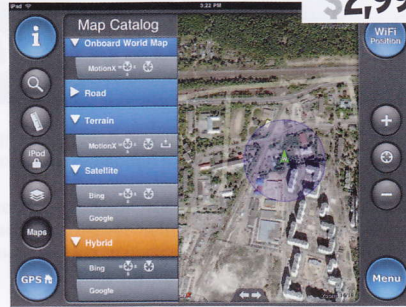 iPad
3:22 PM
$2,99
Map Catalog
WiFi
Position
Onboard World Map
MotionX
Road
Terrain
MotionX
iPod
Satellite
Bing
Google
Maps
Hybrid
Bing
Google
GPS
Menu